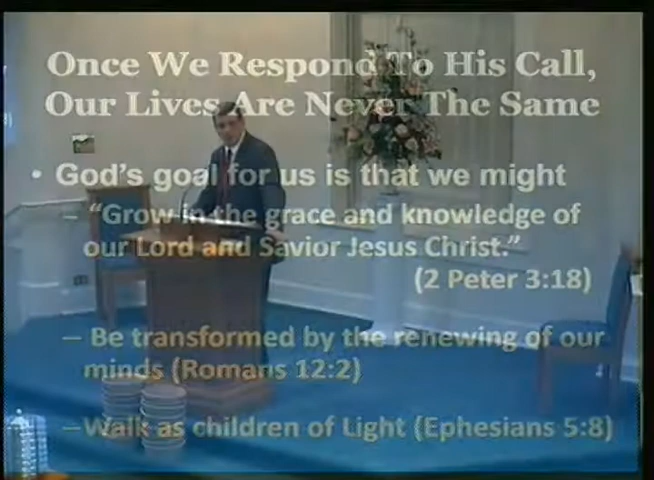 Once We Respond To His Call,
Our Lives Are Never The Same
• God's goal for us is that we might
– "Grow in the grace and knowledge of
our Lord and Savior Jesus Christ."
(2 Peter 3:18)
– Be transformed by the renewing of our
minds (Romans 12:2)
– Walk as children of Light (Ephesians 5:8)